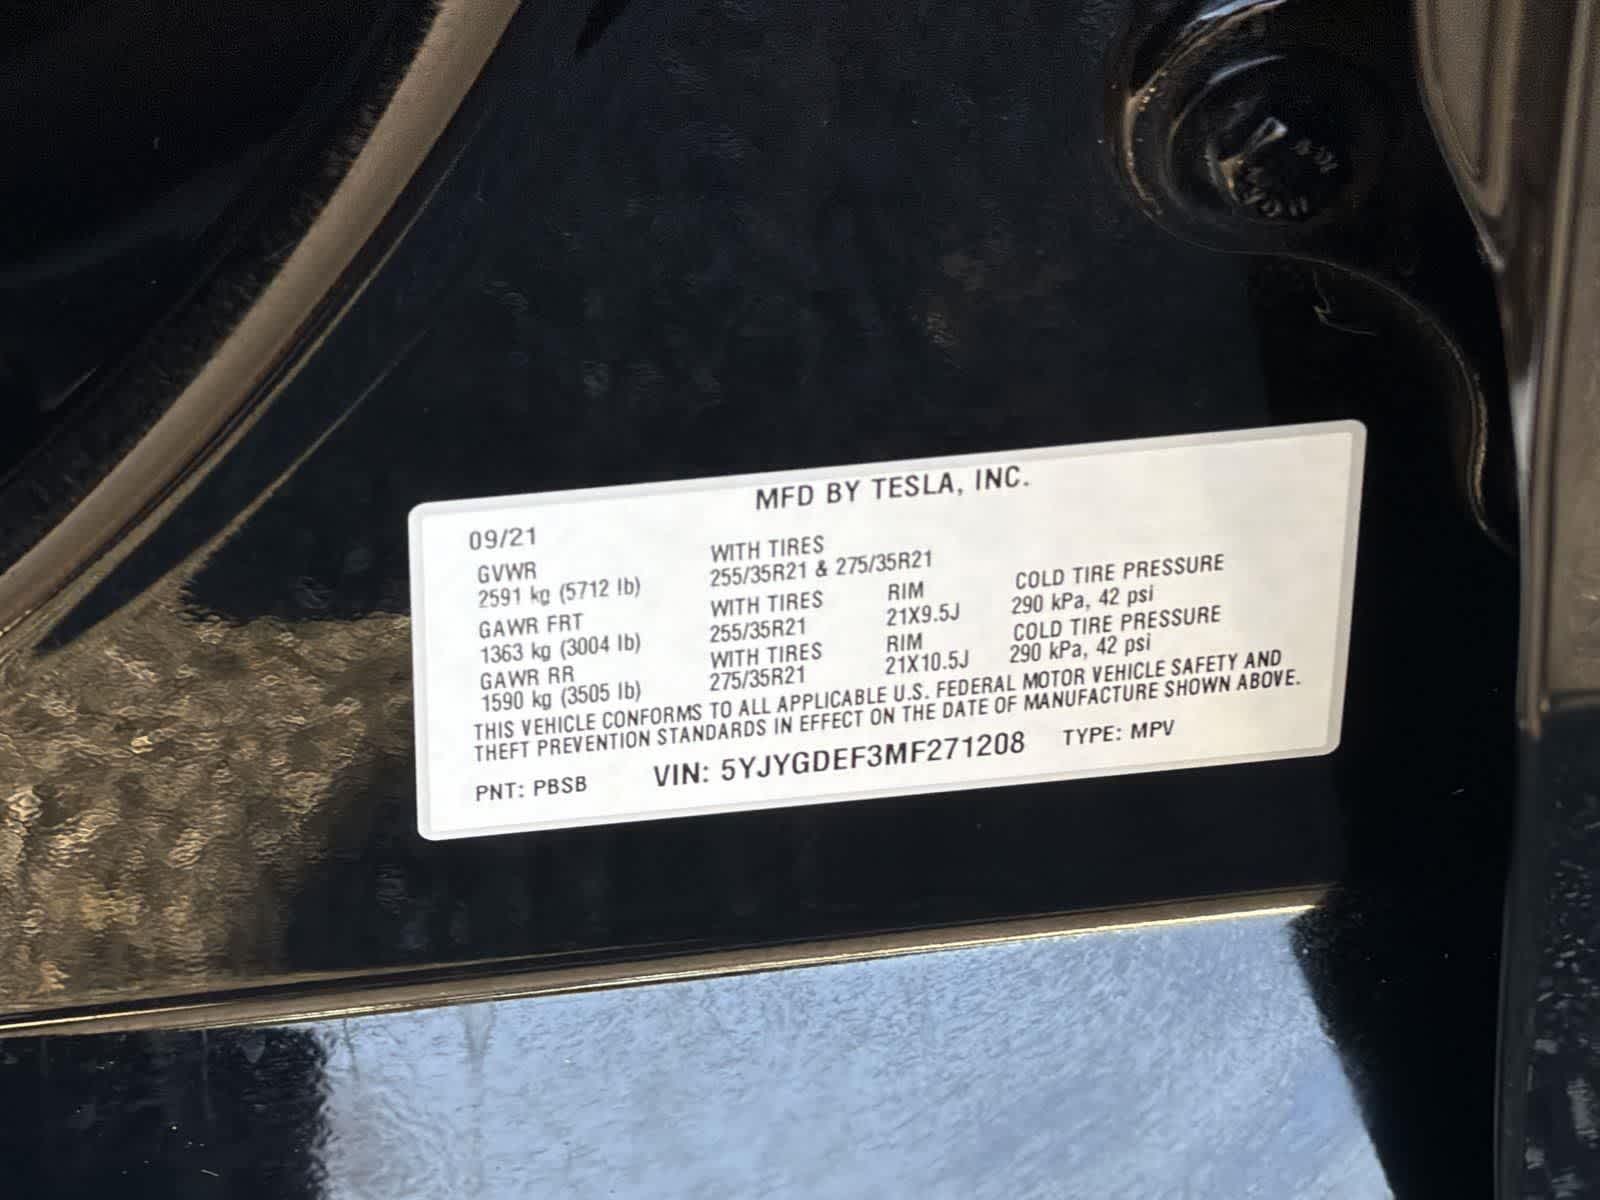 MFD BY TESLA, INC.
09/21
GVWR WITH TIRES
2591 kg (5712 lb) 255/35R21 & 275/35R21
GAWR FRT WITH TIRES RIM COLD TIRE PRESSURE
1363 kg (3004 lb) 255/35R21 21X9.5J 290 kPa, 42 psi
GAWR RR WITH TIRES RIM COLD TIRE PRESSURE
1590 kg (3505 lb) 275/35R21 21X10.5J 290 kPa, 42 psi
THIS VEHICLE CONFORMS TO ALL APPLICABLE U.S. FEDERAL MOTOR VEHICLE SAFETY AND
THEFT PREVENTION STANDARDS IN EFFECT ON THE DATE OF MANUFACTURE SHOWN ABOVE.
PNT: PBSB VIN: 5YJYGDEF3MF271208 TYPE: MPV